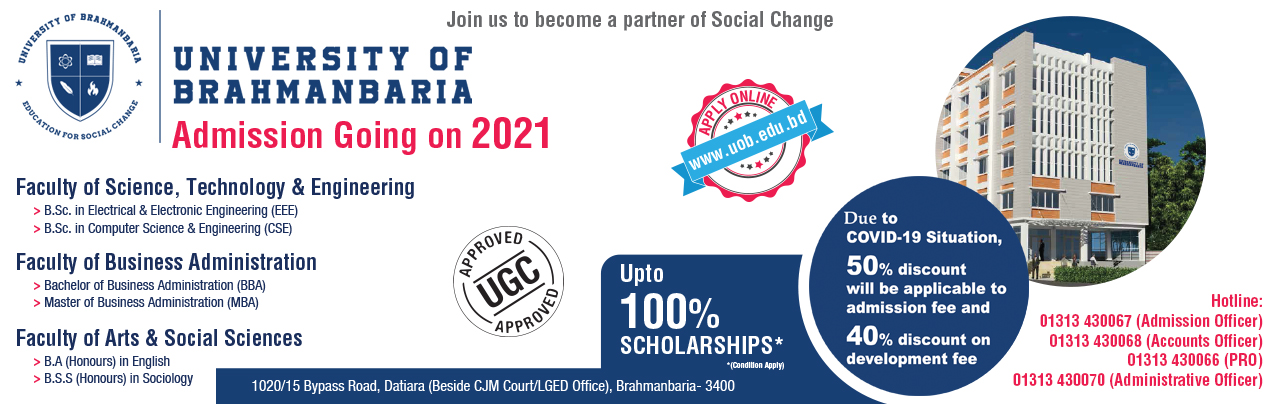 UNIVERSITY OF BRAHMANBARIA
EDUCATION FOR SOCIAL CHANGE
Join us to become a partner of Social Change
UNIVERSITY OF
BRAHMANBARIA
Admission Going on 2021
APPLY ONLINE
www.uob.edu.bd
Faculty of Science, Technology & Engineering
> B.Sc. in Electrical & Electronic Engineering (EEE)
> B.Sc. in Computer Science & Engineering (CSE)
Faculty of Business Administration
> Bachelor of Business Administration (BBA)
> Master of Business Administration (MBA)
Faculty of Arts & Social Sciences
> B.A (Honours) in English
> B.S.S (Honours) in Sociology
APPROVED
UGC
APPROVED
Upto
100%
SCHOLARSHIPS*
*(Condition Apply)
Due to
COVID-19 Situation,
50% discount
will be applicable to
admission fee and
40% discount on
development fee
Hotline:
01313 430067 (Admission Officer)
01313 430068 (Accounts Officer)
01313 430066 (PRO)
01313 430070 (Administrative Officer)
1020/15 Bypass Road, Datiara (Beside CJM Court/LGED Office), Brahmanbaria- 3400